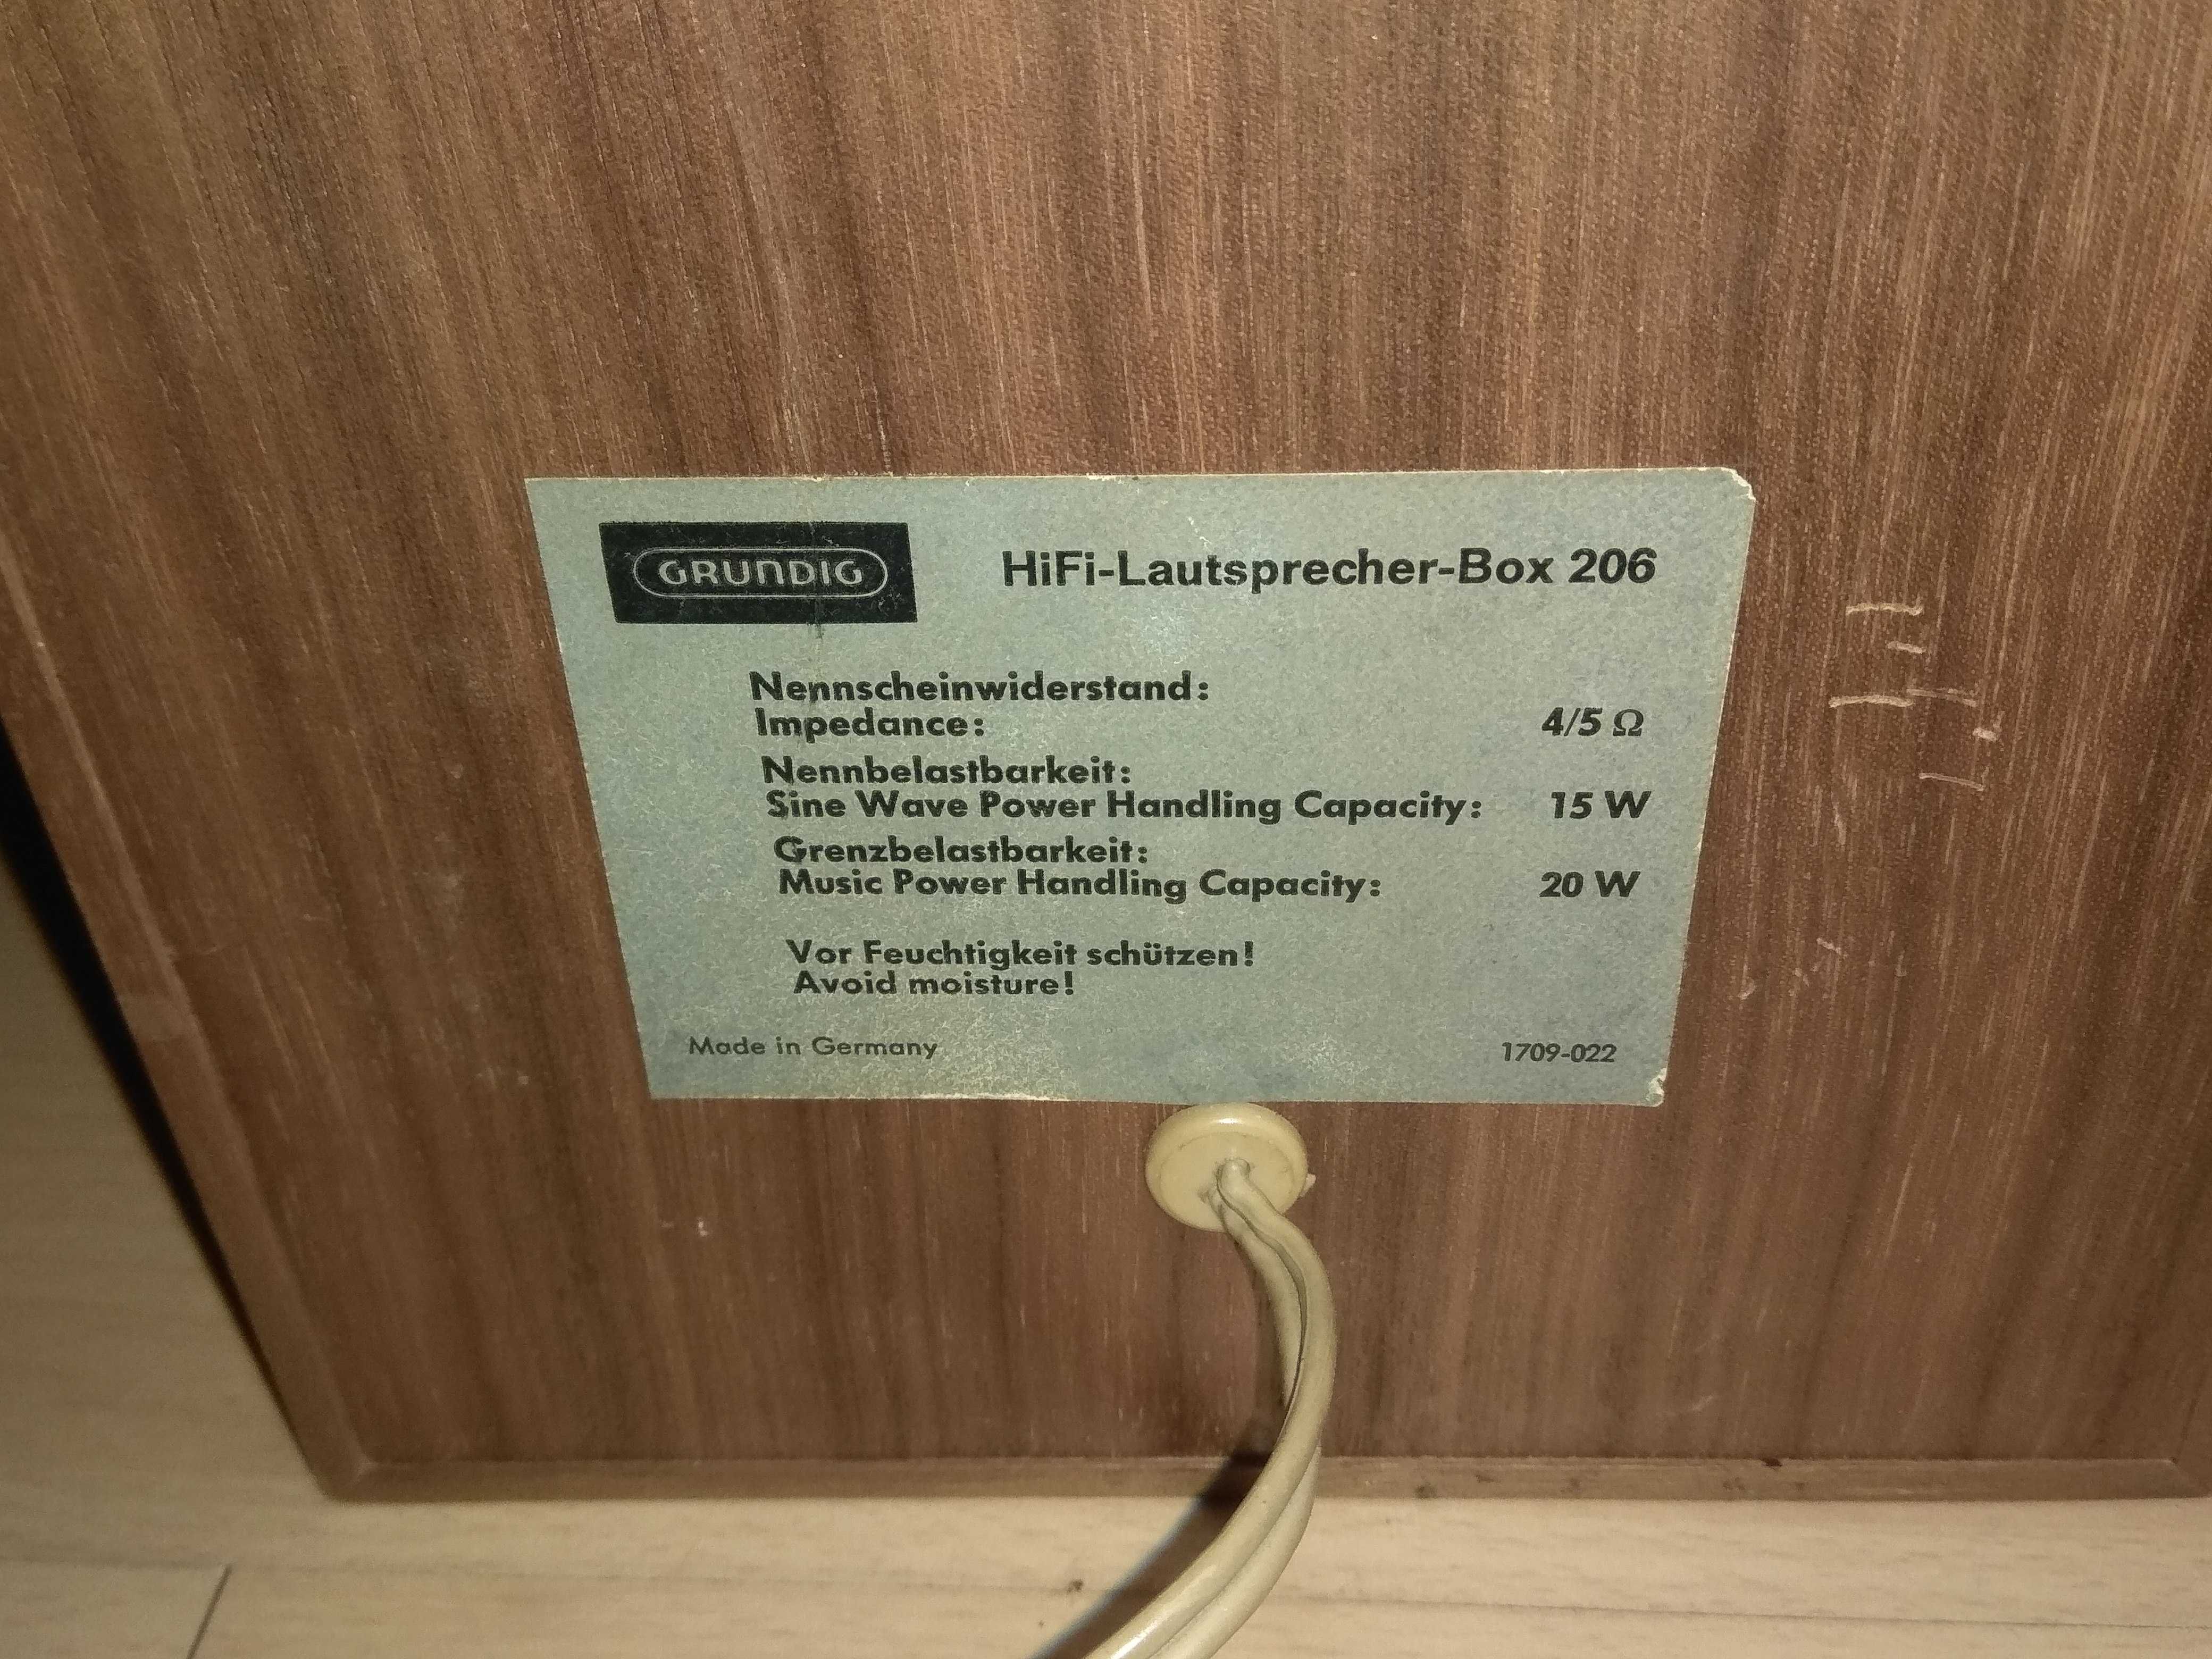 GRUNDIG HiFi-Lautsprecher-Box 206
Nennscheinwiderstand:
Impedance: 4/5 Ω
Nennbelastbarkeit:
Sine Wave Power Handling Capacity: 15 W
Grenzbelastbarkeit:
Music Power Handling Capacity: 20 W
Vor Feuchtigkeit schützen!
Avoid moisture!
Made in Germany 1709-022